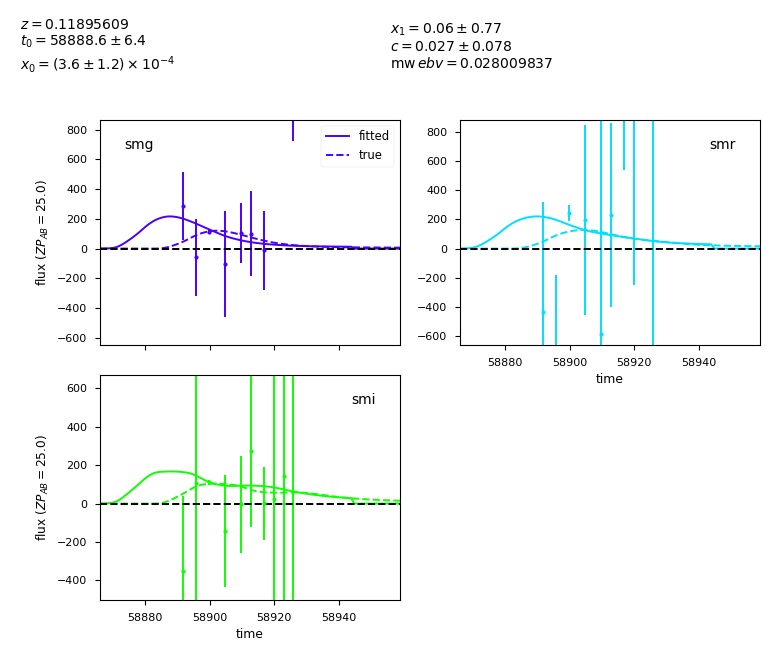 z = 0.11895609
t₀ = 58888.6 ± 6.4
x₀ = (3.6 ± 1.2) × 10⁻⁴
x₁ = 0.06 ± 0.77
c = 0.027 ± 0.078
mw ebv = 0.028009837
smg
fitted
true
800
600
400
200
0
−200
−400
−600
flux (ZP_AB = 25.0)
smr
800
600
400
200
0
−200
−400
−600
58880 58900 58920 58940
time
smi
600
400
200
0
−200
−400
flux (ZP_AB = 25.0)
58880 58900 58920 58940
time